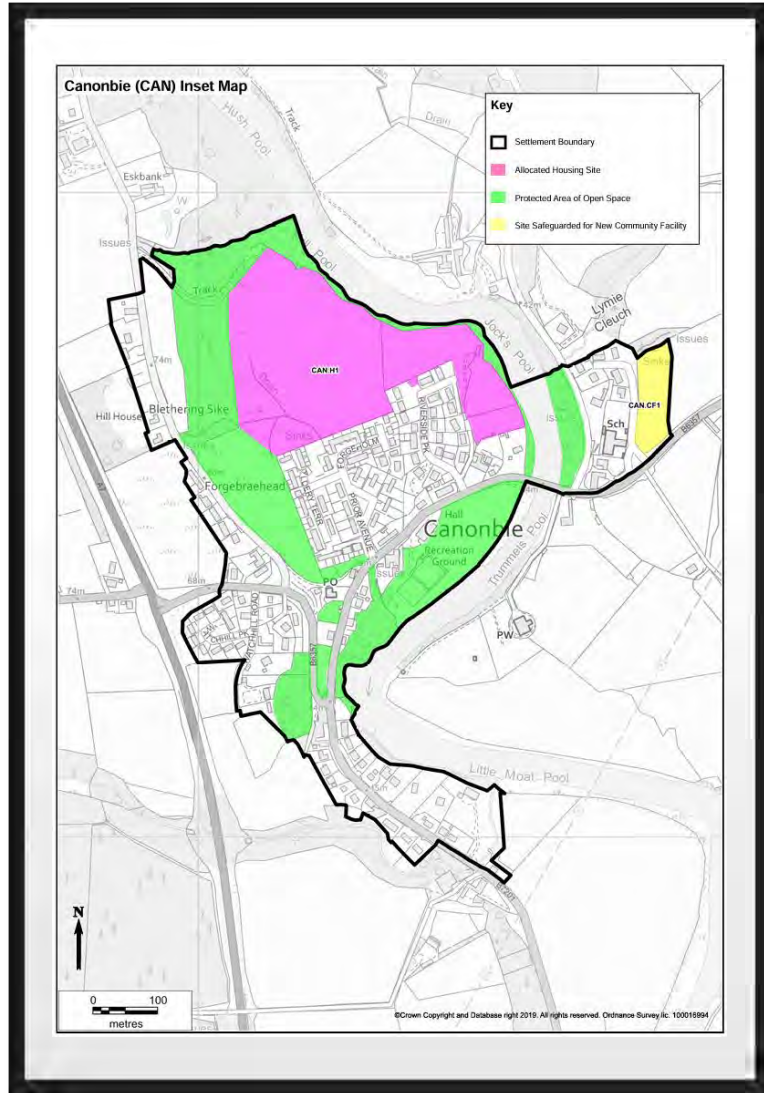 Canonbie (CAN) Inset Map
Key
Settlement Boundary
Allocated Housing Site
Protected Area of Open Space
Site Safeguarded for New Community Facility
Hush Pool
Track
Drain
Eskbank
W
Issues
Track
Pool
42m
Lymie
Cleuch
Jock's Pool
Issues
Sinks
CAN.H1
74m
CAN.CF1
Hill House
Blethering Sike
RIVERSIDE PK
Sch
B6357
Sinks
FORGEHOLM
Forgebraehead
PRIOR AVENUE
Hall
Canonbie
Recreation
Ground
Trummels Pool
A7
Issues
PO
74m
68m
PW
B6357
Little Moat Pool
N
0 100
metres
©Crown Copyright and Database right 2019. All rights reserved. Ordnance Survey lic. 100016994